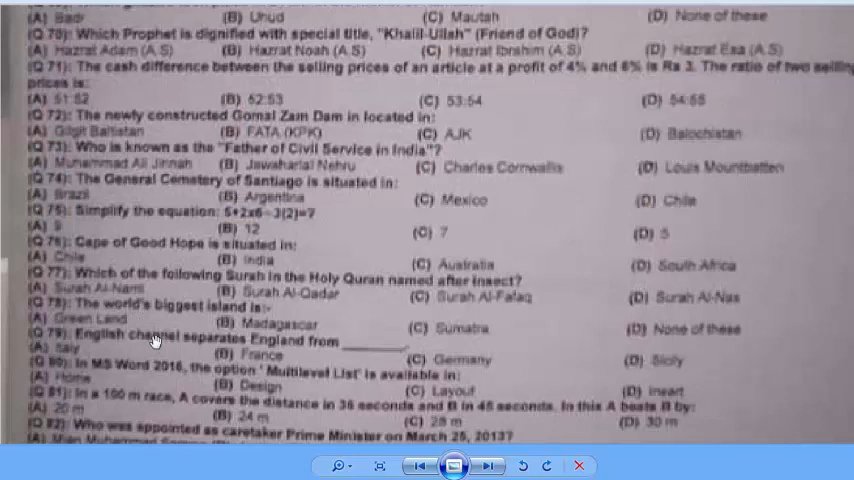 (A) Badr (B) Uhud (C) Mautah (D) None of these
(Q 70): Which Prophet is dignified with special title, "Khalil-Ullah" (Friend of God)?
(A) Hazrat Adam (A.S) (B) Hazrat Noah (A.S) (C) Hazrat Ibrahim (A.S) (D) Hazrat Esa (A.S)
(Q 71): The cash difference between the selling prices of an article at a profit of 4% and 6% is Rs 3. The ratio of two selling
prices is:
(A) 51:52 (B) 52:53 (C) 53:54 (D) 54:55
(Q 72): The newly constructed Gomal Zam Dam in located in:
(A) Gilgit Baltistan (B) FATA (KPK) (C) AJK (D) Balochistan
(Q 73): Who is known as the "Father of Civil Service in India"?
(A) Muhammad Ali Jinnah (B) Jawaharlal Nehru (C) Charles Cornwallis (D) Louis Mountbatten
(Q 74): The General Cemetery of Santiago is situated in:
(A) Brazil (B) Argentina (C) Mexico (D) Chile
(Q 75): Simplify the equation: 5+2x6÷3(2)=?
(A) 9 (B) 12 (C) 7 (D) 5
(Q 76): Cape of Good Hope is situated in:
(A) Chile (B) India (C) Australia (D) South Africa
(Q 77): Which of the following Surah in the Holy Quran named after insect?
(A) Surah Al-Naml (B) Surah Al-Qadar (C) Surah Al-Falaq (D) Surah Al-Nas
(Q 78): The world's biggest island is:-
(A) Green Land (B) Madagascar (C) Sumatra (D) None of these
(Q 79): English channel separates England from ________.
(A) Italy (B) France (C) Germany (D) Sicily
(Q 80): In MS Word 2016, the option 'Multilevel List' is available in:
(A) Home (B) Design (C) Layout (D) Insert
(Q 81): In a 100 m race, A covers the distance in 36 seconds and B in 45 seconds. In this A beats B by:
(A) 20 m (B) 24 m (C) 25 m (D) 30 m
(Q 82): Who was appointed as caretaker Prime Minister on March 25, 2013?
(A) Mian Muhammad